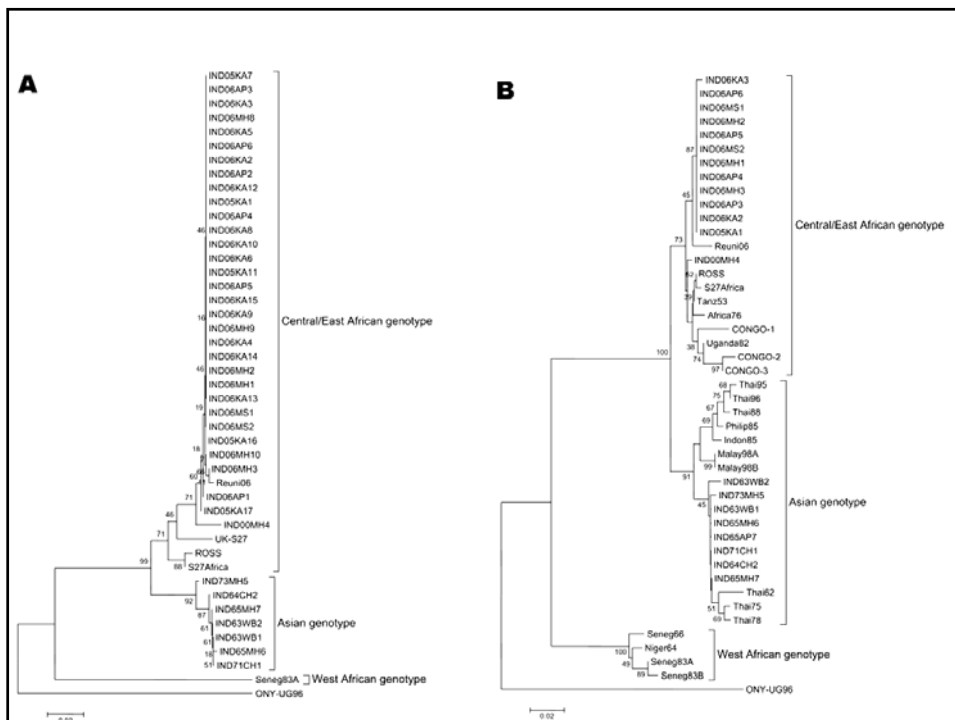 A
IND05KA7
IND06AP3
IND06KA3
IND06MH8
IND06KA5
IND06AP6
IND06KA2
IND06AP2
IND06KA12
IND05KA1
IND06AP4
46 IND06KA8
IND06KA10
IND06KA6
IND05KA11
IND06AP5
IND06KA15
16 IND06KA9
IND06MH9
Central/East African genotype
IND06KA4
IND06KA14
46 IND06MH2
IND06MH1
IND06KA13
19 IND06MS1
IND06MS2
IND05KA16
18 IND06MH10
IND06MH3
60 Reuni06
71 IND06AP1
IND05KA17
46 IND00MH4
71 UK-S27
ROSS
99 88 S27Africa
IND73MH5
92 IND64CH2
87 IND65MH7
61 IND63WB2
Asian genotype
61 IND63WB1
18 IND65MH6
51 IND71CH1
Seneg83A West African genotype
ONY-UG96
0.02
B
IND06KA3
IND06AP6
IND06MS1
IND06MH2
IND06AP5
87 IND06MS2
IND06MH1
IND06AP4
45 IND06MH3
IND06AP3
IND06KA2
Central/East African genotype
IND05KA1
73 Reuni06
IND00MH4
ROSS
S27Africa
Tanz53
Africa76
CONGO-1
38 Uganda82
100 74 CONGO-2
97 CONGO-3
68 Thai95
75 Thai96
67 Thai88
69 Philip85
Indon85
Malay98A
91 99 Malay98B
IND63WB2
45 IND73MH5
Asian genotype
IND63WB1
IND65MH6
IND65AP7
IND71CH1
IND64CH2
IND65MH7
Thai62
51 Thai75
69 Thai78
Seneg66
100 Niger64
West African genotype
49 Seneg83A
89 Seneg83B
ONY-UG96
0.02